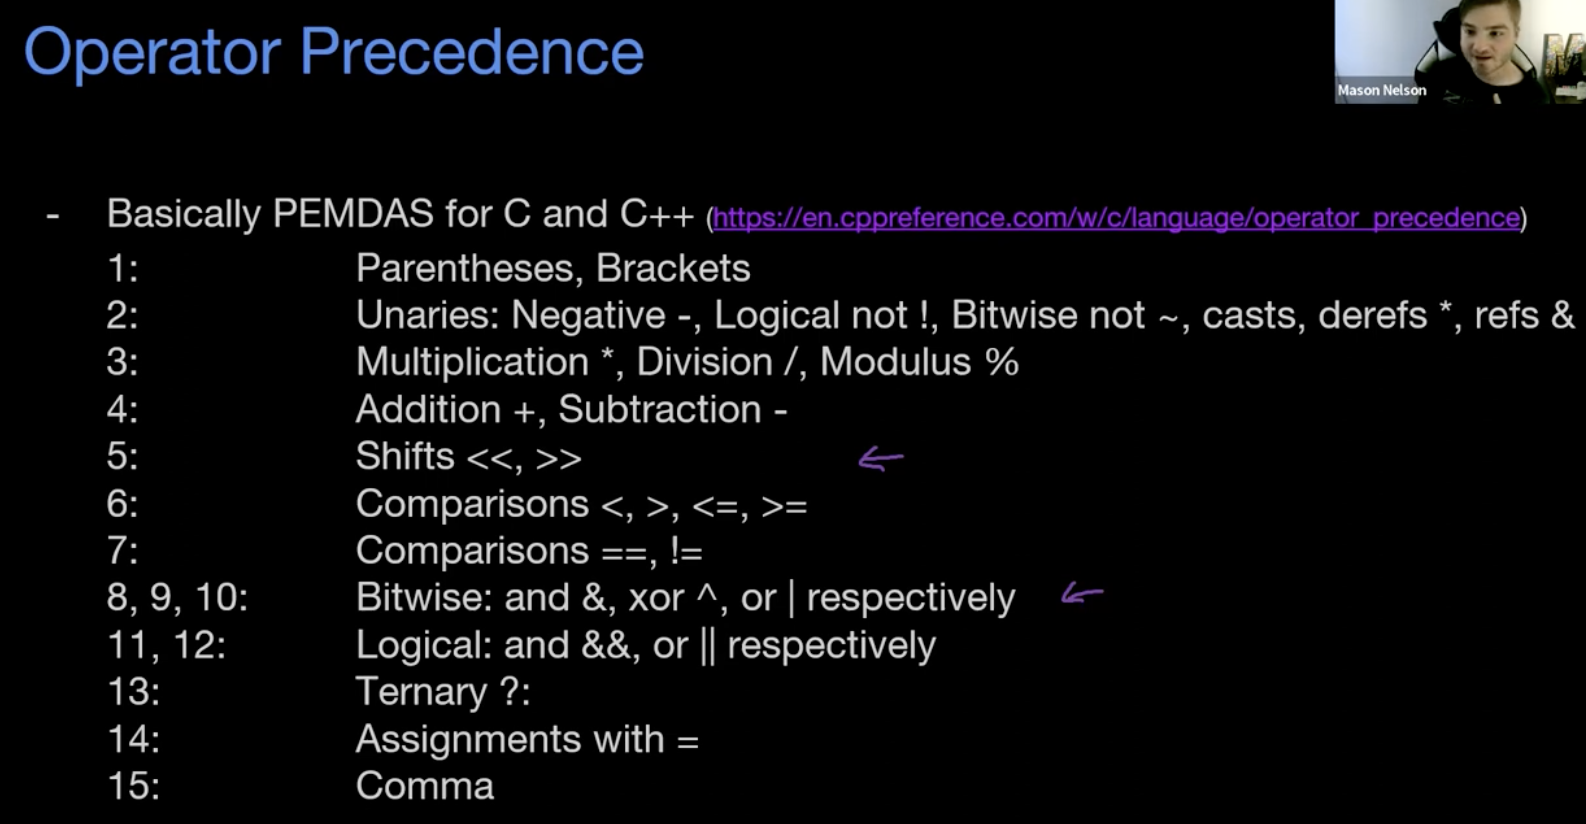 Operator Precedence
Mason Nelson
- Basically PEMDAS for C and C++ (https://en.cppreference.com/w/c/language/operator_precedence)
1: Parentheses, Brackets
2: Unaries: Negative -, Logical not !, Bitwise not ~, casts, derefs *, refs &
3: Multiplication *, Division /, Modulus %
4: Addition +, Subtraction -
5: Shifts <<, >>
6: Comparisons <, >, <=, >=
7: Comparisons ==, !=
8, 9, 10: Bitwise: and &, xor ^, or | respectively
11, 12: Logical: and &&, or || respectively
13: Ternary ?:
14: Assignments with =
15: Comma